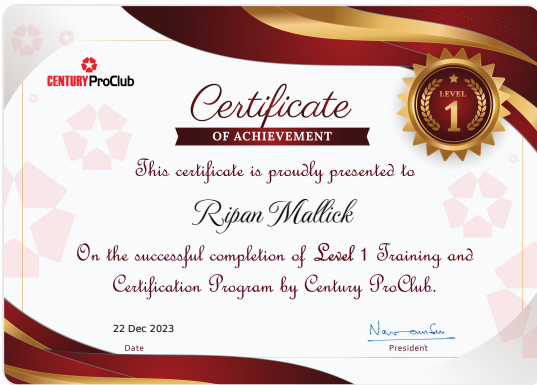 CENTURY ProClub
LEVEL
1
Certificate
OF ACHIEVEMENT
This certificate is proudly presented to
Ripan Mallick
On the successful completion of Level 1 Training and
Certification Program by Century ProClub.
22 Dec 2023
Date
President